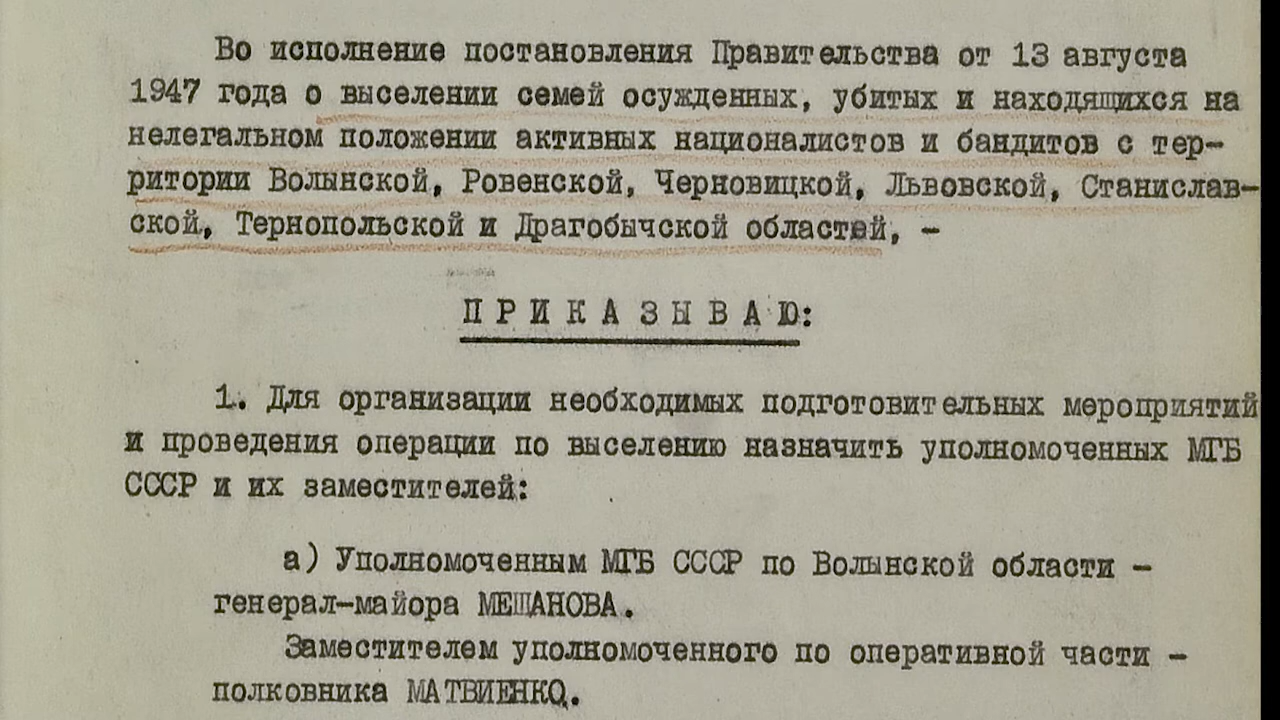 Во исполнение постановления Правительства от 13 августа
1947 года о выселении семей осужденных, убитых и находящихся на
нелегальном положении активных националистов и бандитов с тер-
ритории Волынской, Ровенской, Черновицкой, Львовской, Станислав-
ской, Тернопольской и Драгобычской областей, –
П Р И К А З Ы В А Ю:
1. Для организации необходимых подготовительных мероприятий
и проведения операции по выселению назначить уполномоченных МГБ
СССР и их заместителей:
а) Уполномоченным МГБ СССР по Волынской области –
генерал-майора МЕШАНОВА.
Заместителем уполномоченного по оперативной части –
полковника МАТВИЕНКО.